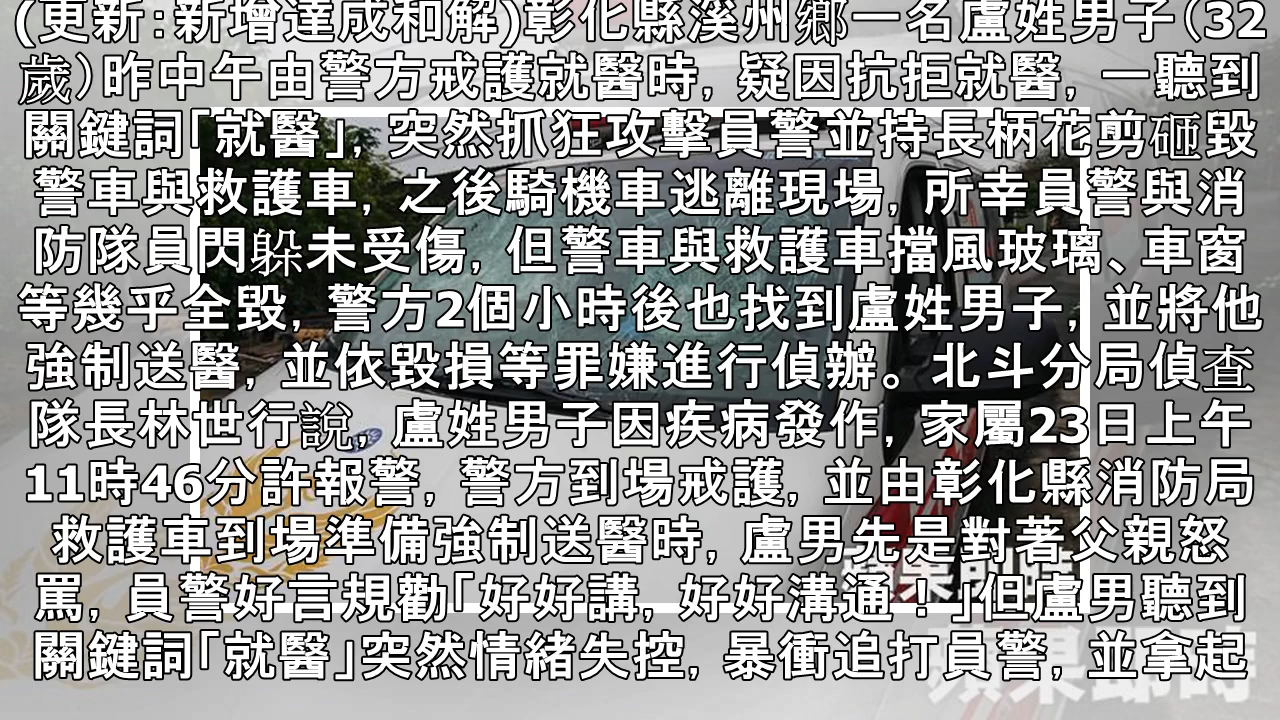 (更新:新增達成和解)彰化縣溪州鄉一名盧姓男子(32
歲)昨中午由警方戒護就醫時,疑因抗拒就醫,一聽到
關鍵詞「就醫」,突然抓狂攻擊員警並持長柄花剪砸毀
警車與救護車,之後騎機車逃離現場,所幸員警與消
防隊員閃躲未受傷,但警車與救護車擋風玻璃、車窗
等幾乎全毀,警方2個小時後也找到盧姓男子,並將他
強制送醫,並依毀損等罪嫌進行偵辦。北斗分局偵查
隊長林世行說,盧姓男子因疾病發作,家屬23日上午
11時46分許報警,警方到場戒護,並由彰化縣消防局
救護車到場準備強制送醫時,盧男先是對著父親怒
罵,員警好言規勸「好好講,好好溝通!」但盧男聽到
關鍵詞「就醫」突然情緒失控,暴衝追打員警,並拿起
蘋果即時
蘋果即時